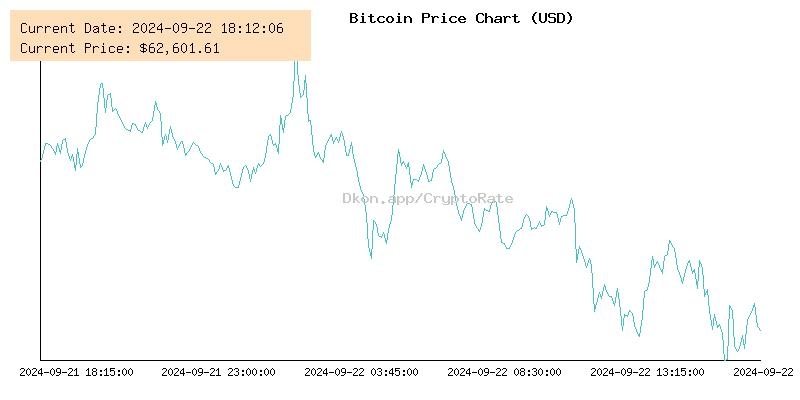 Bitcoin Price Chart (USD)
Current Date: 2024-09-22 18:12:06
Current Price: $62,601.61
Dkon.app/CryptoRate
2024-09-21 18:15:00 2024-09-21 23:00:00 2024-09-22 03:45:00 2024-09-22 08:30:00 2024-09-22 13:15:00 2024-09-22